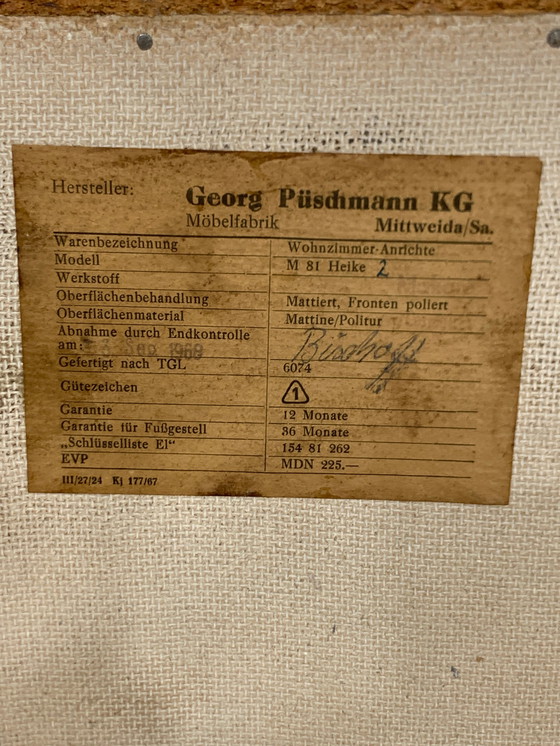 Hersteller: Georg Püschmann KG
Möbelfabrik Mittweida/Sa.
Warenbezeichnung Wohnzimmer-Anrichte
Modell M 81 Heike 2
Werkstoff
Oberflächenbehandlung Mattiert, Fronten poliert
Oberflächenmaterial Mattine/Politur
Abnahme durch Endkontrolle
am: 1969
Gefertigt nach TGL 6074
Gütezeichen 1
Garantie 12 Monate
Garantie für Fußgestell 36 Monate
„Schlüsselliste El“ 154 81 262
EVP MDN 225.—
III/27/24 Kj 177/67